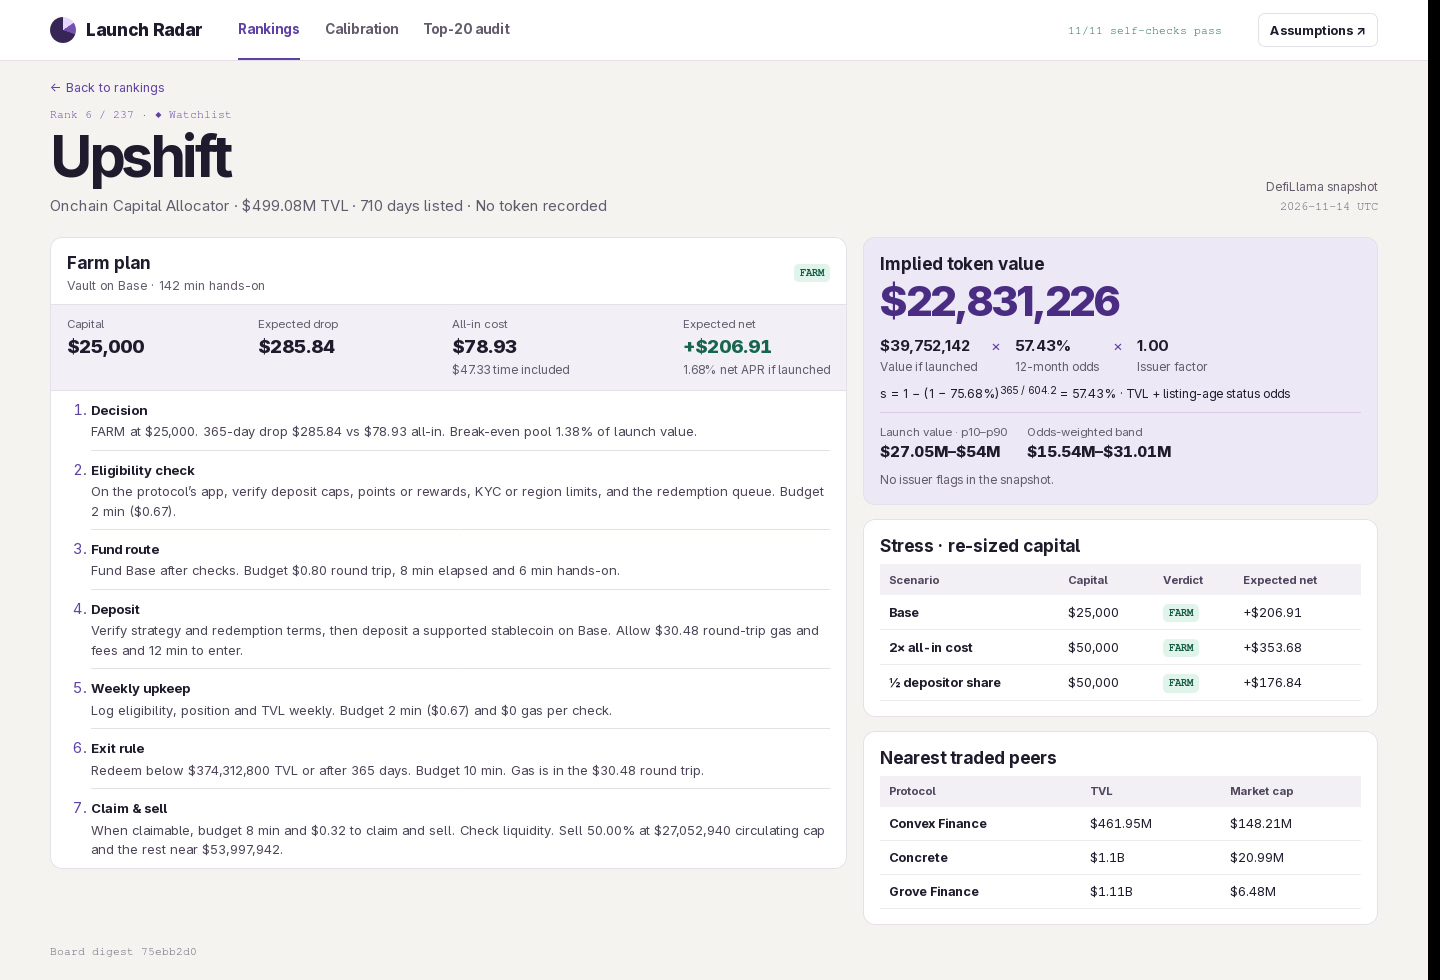 Launch Radar
Rankings
Calibration
Top-20 audit
11/11 self-checks pass
Assumptions ↗
← Back to rankings
Rank 6 / 237 · ◆ Watchlist
Upshift
Onchain Capital Allocator · $499.08M TVL · 710 days listed · No token recorded
DefiLlama snapshot
2026-11-14 UTC
Farm plan
Vault on Base · 142 min hands-on
FARM
Capital
$25,000
Expected drop
$285.84
All-in cost
$78.93
$47.33 time included
Expected net
+$206.91
1.68% net APR if launched
1. Decision
FARM at $25,000. 365-day drop $285.84 vs $78.93 all-in. Break-even pool 1.38% of launch value.
2. Eligibility check
On the protocol's app, verify deposit caps, points or rewards, KYC or region limits, and the redemption queue. Budget
2 min ($0.67).
3. Fund route
Fund Base after checks. Budget $0.80 round trip, 8 min elapsed and 6 min hands-on.
4. Deposit
Verify strategy and redemption terms, then deposit a supported stablecoin on Base. Allow $30.48 round-trip gas and
fees and 12 min to enter.
5. Weekly upkeep
Log eligibility, position and TVL weekly. Budget 2 min ($0.67) and $0 gas per check.
6. Exit rule
Redeem below $374,312,800 TVL or after 365 days. Budget 10 min. Gas is in the $30.48 round trip.
7. Claim & sell
When claimable, budget 8 min and $0.32 to claim and sell. Check liquidity. Sell 50.00% at $27,052,940 circulating cap
and the rest near $53,997,942.
Implied token value
$22,831,226
$39,752,142 × 57.43% × 1.00
Value if launched 12-month odds Issuer factor
s = 1 − (1 − 75.68%)^365 / 604.2 = 57.43% · TVL + listing-age status odds
Launch value · p10–p90 Odds-weighted band
$27.05M–$54M $15.54M–$31.01M
No issuer flags in the snapshot.
Stress · re-sized capital
Scenario Capital Verdict Expected net
Base $25,000 FARM +$206.91
2× all-in cost $50,000 FARM +$353.68
½ depositor share $50,000 FARM +$176.84
Nearest traded peers
Protocol TVL Market cap
Convex Finance $461.95M $148.21M
Concrete $1.1B $20.99M
Grove Finance $1.11B $6.48M
Board digest 75ebb2d0